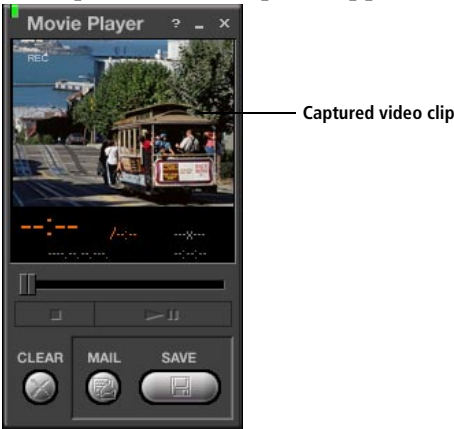 Movie Player ? _ X
REC
Captured video clip
--:-- /--:-- ---x---
----.--.--.---. --:--:--
CLEAR MAIL SAVE